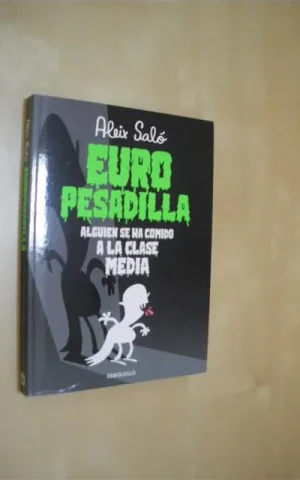 Aleix Saló
EURO
PESADILLA
ALGUIEN SE HA COMIDO
A LA CLASE
MEDIA
DEBOLS!LLO